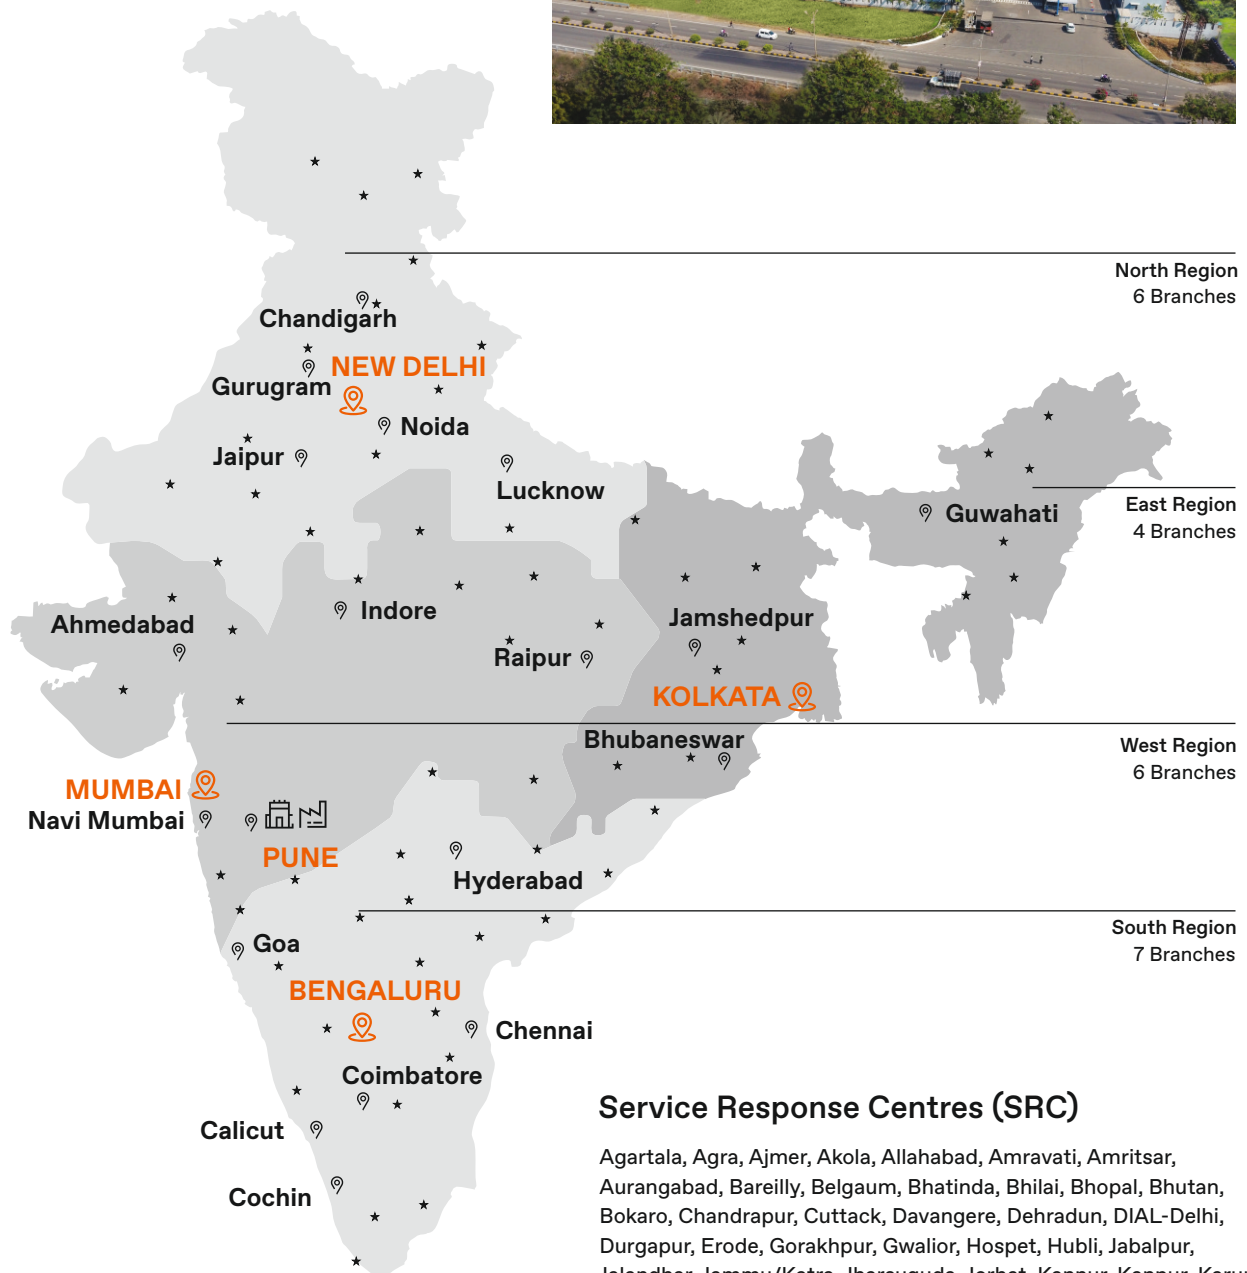 North Region
6 Branches
Chandigarh
NEW DELHI
Gurugram
Noida
Jaipur
Lucknow
East Region
4 Branches
Guwahati
Ahmedabad
Indore
Jamshedpur
Raipur
KOLKATA
Bhubaneswar
West Region
6 Branches
MUMBAI
Navi Mumbai
PUNE
Hyderabad
South Region
7 Branches
Goa
BENGALURU
Chennai
Coimbatore
Calicut
Cochin
Service Response Centres (SRC)
Agartala, Agra, Ajmer, Akola, Allahabad, Amravati, Amritsar,
Aurangabad, Bareilly, Belgaum, Bhatinda, Bhilai, Bhopal, Bhutan,
Bokaro, Chandrapur, Cuttack, Davangere, Dehradun, DIAL-Delhi,
Durgapur, Erode, Gorakhpur, Gwalior, Hospet, Hubli, Jabalpur,